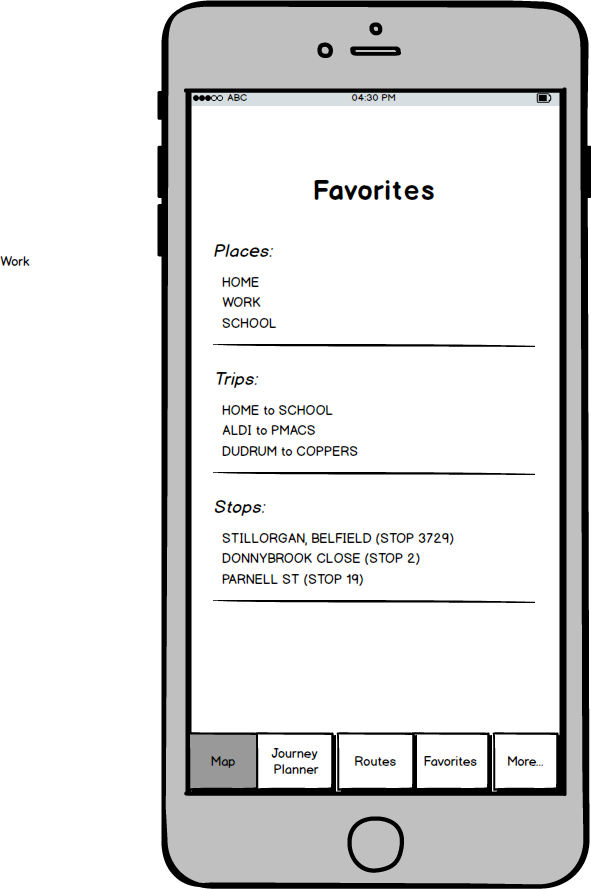 ABC 04:30 PM
Favorites
Places:
Work
HOME
WORK
SCHOOL
Trips:
HOME to SCHOOL
ALDI to PMACS
DUDRUM to COPPERS
Stops:
STILLORGAN, BELFIELD (STOP 3729)
DONNYBROOK CLOSE (STOP 2)
PARNELL ST (STOP 19)
Map
Journey
Planner
Routes
Favorites
More...